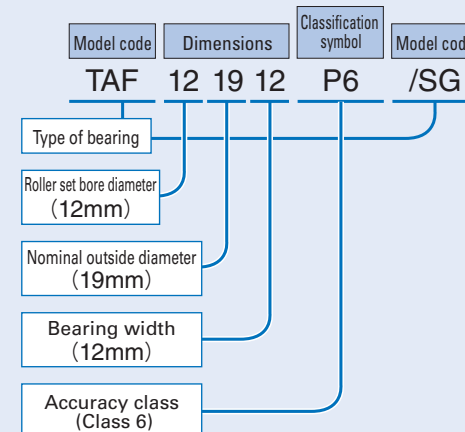 Model code
Dimensions
Classification
symbol
Model cod
TAF 12 19 12 P6 /SG
Type of bearing
Roller set bore diameter
(12mm)
Nominal outside diameter
(19mm)
Bearing width
(12mm)
Accuracy class
(Class 6)